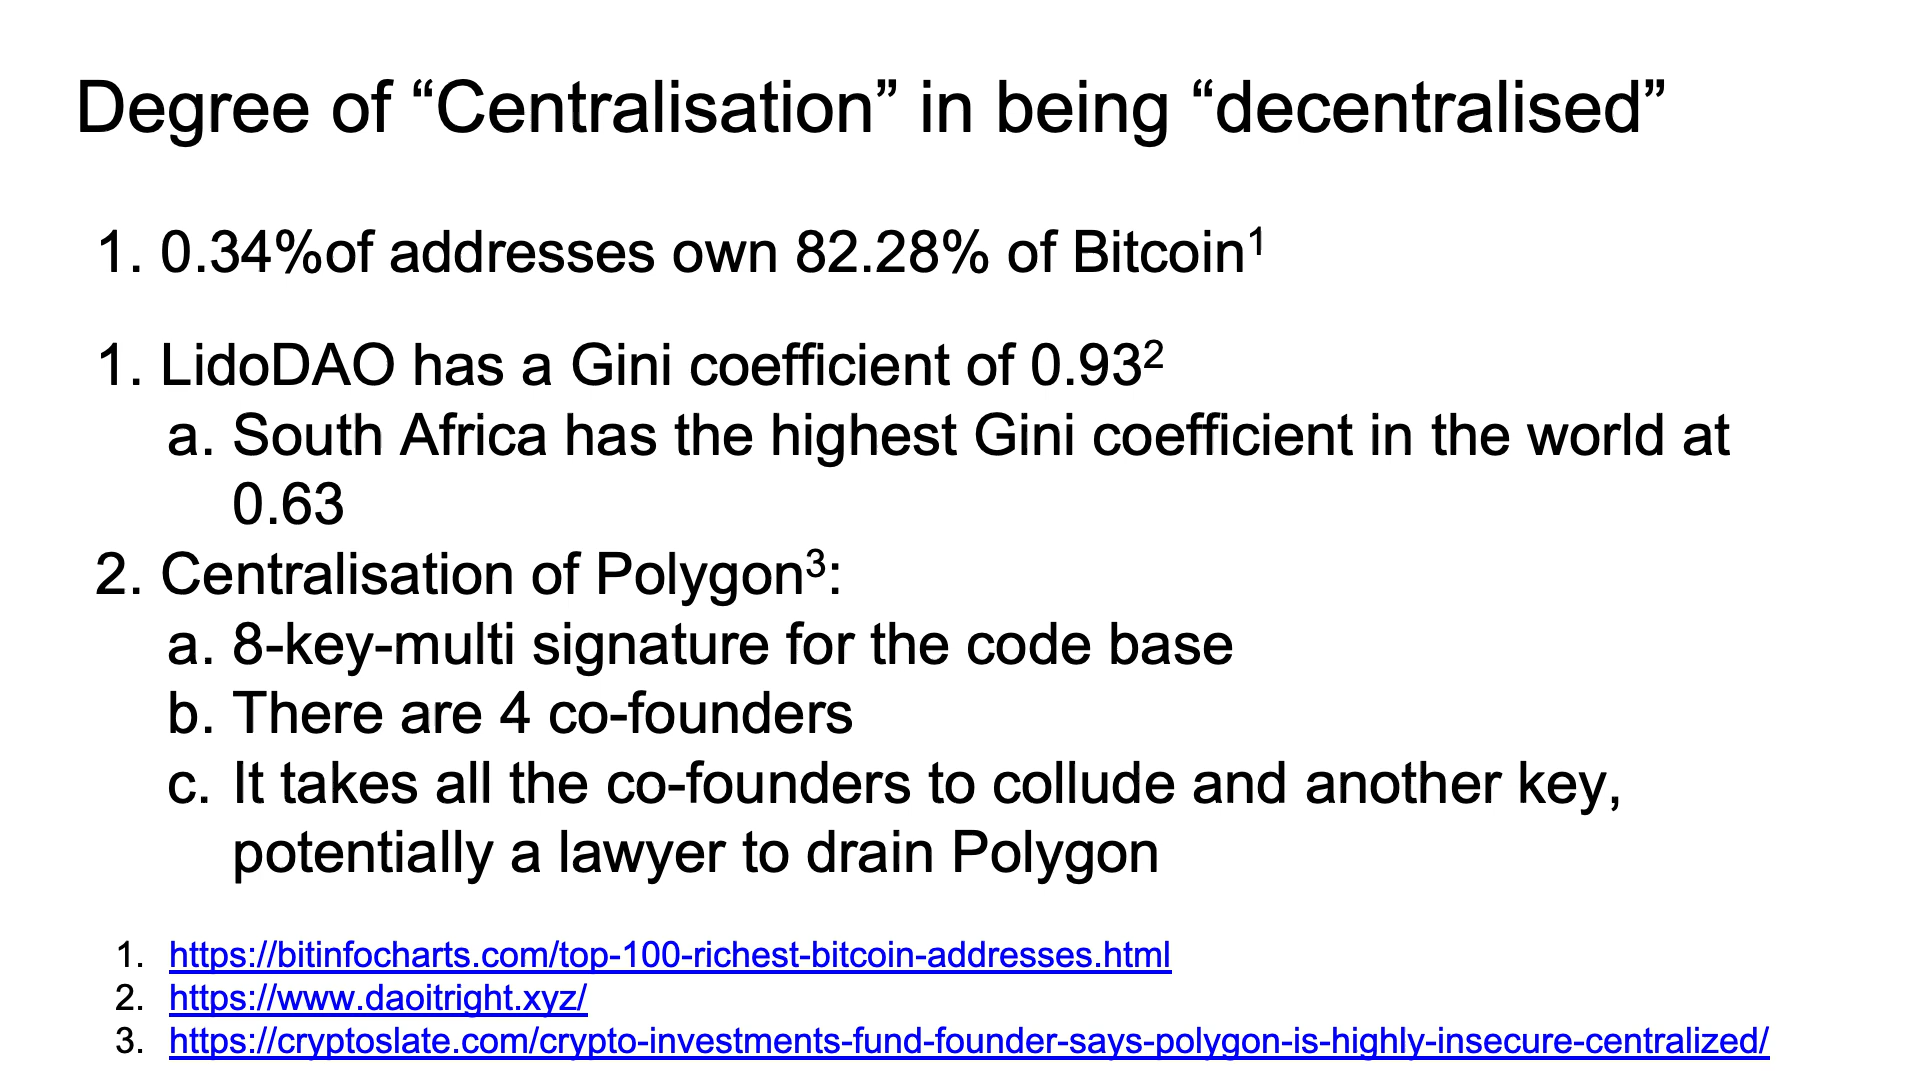 Degree of “Centralisation” in being “decentralised”
1. 0.34%of addresses own 82.28% of Bitcoin¹
1. LidoDAO has a Gini coefficient of 0.93²
a. South Africa has the highest Gini coefficient in the world at
0.63
2. Centralisation of Polygon³:
a. 8-key-multi signature for the code base
b. There are 4 co-founders
c. It takes all the co-founders to collude and another key,
potentially a lawyer to drain Polygon
1. https://bitinfocharts.com/top-100-richest-bitcoin-addresses.html
2. https://www.daoitright.xyz/
3. https://cryptoslate.com/crypto-investments-fund-founder-says-polygon-is-highly-insecure-centralized/